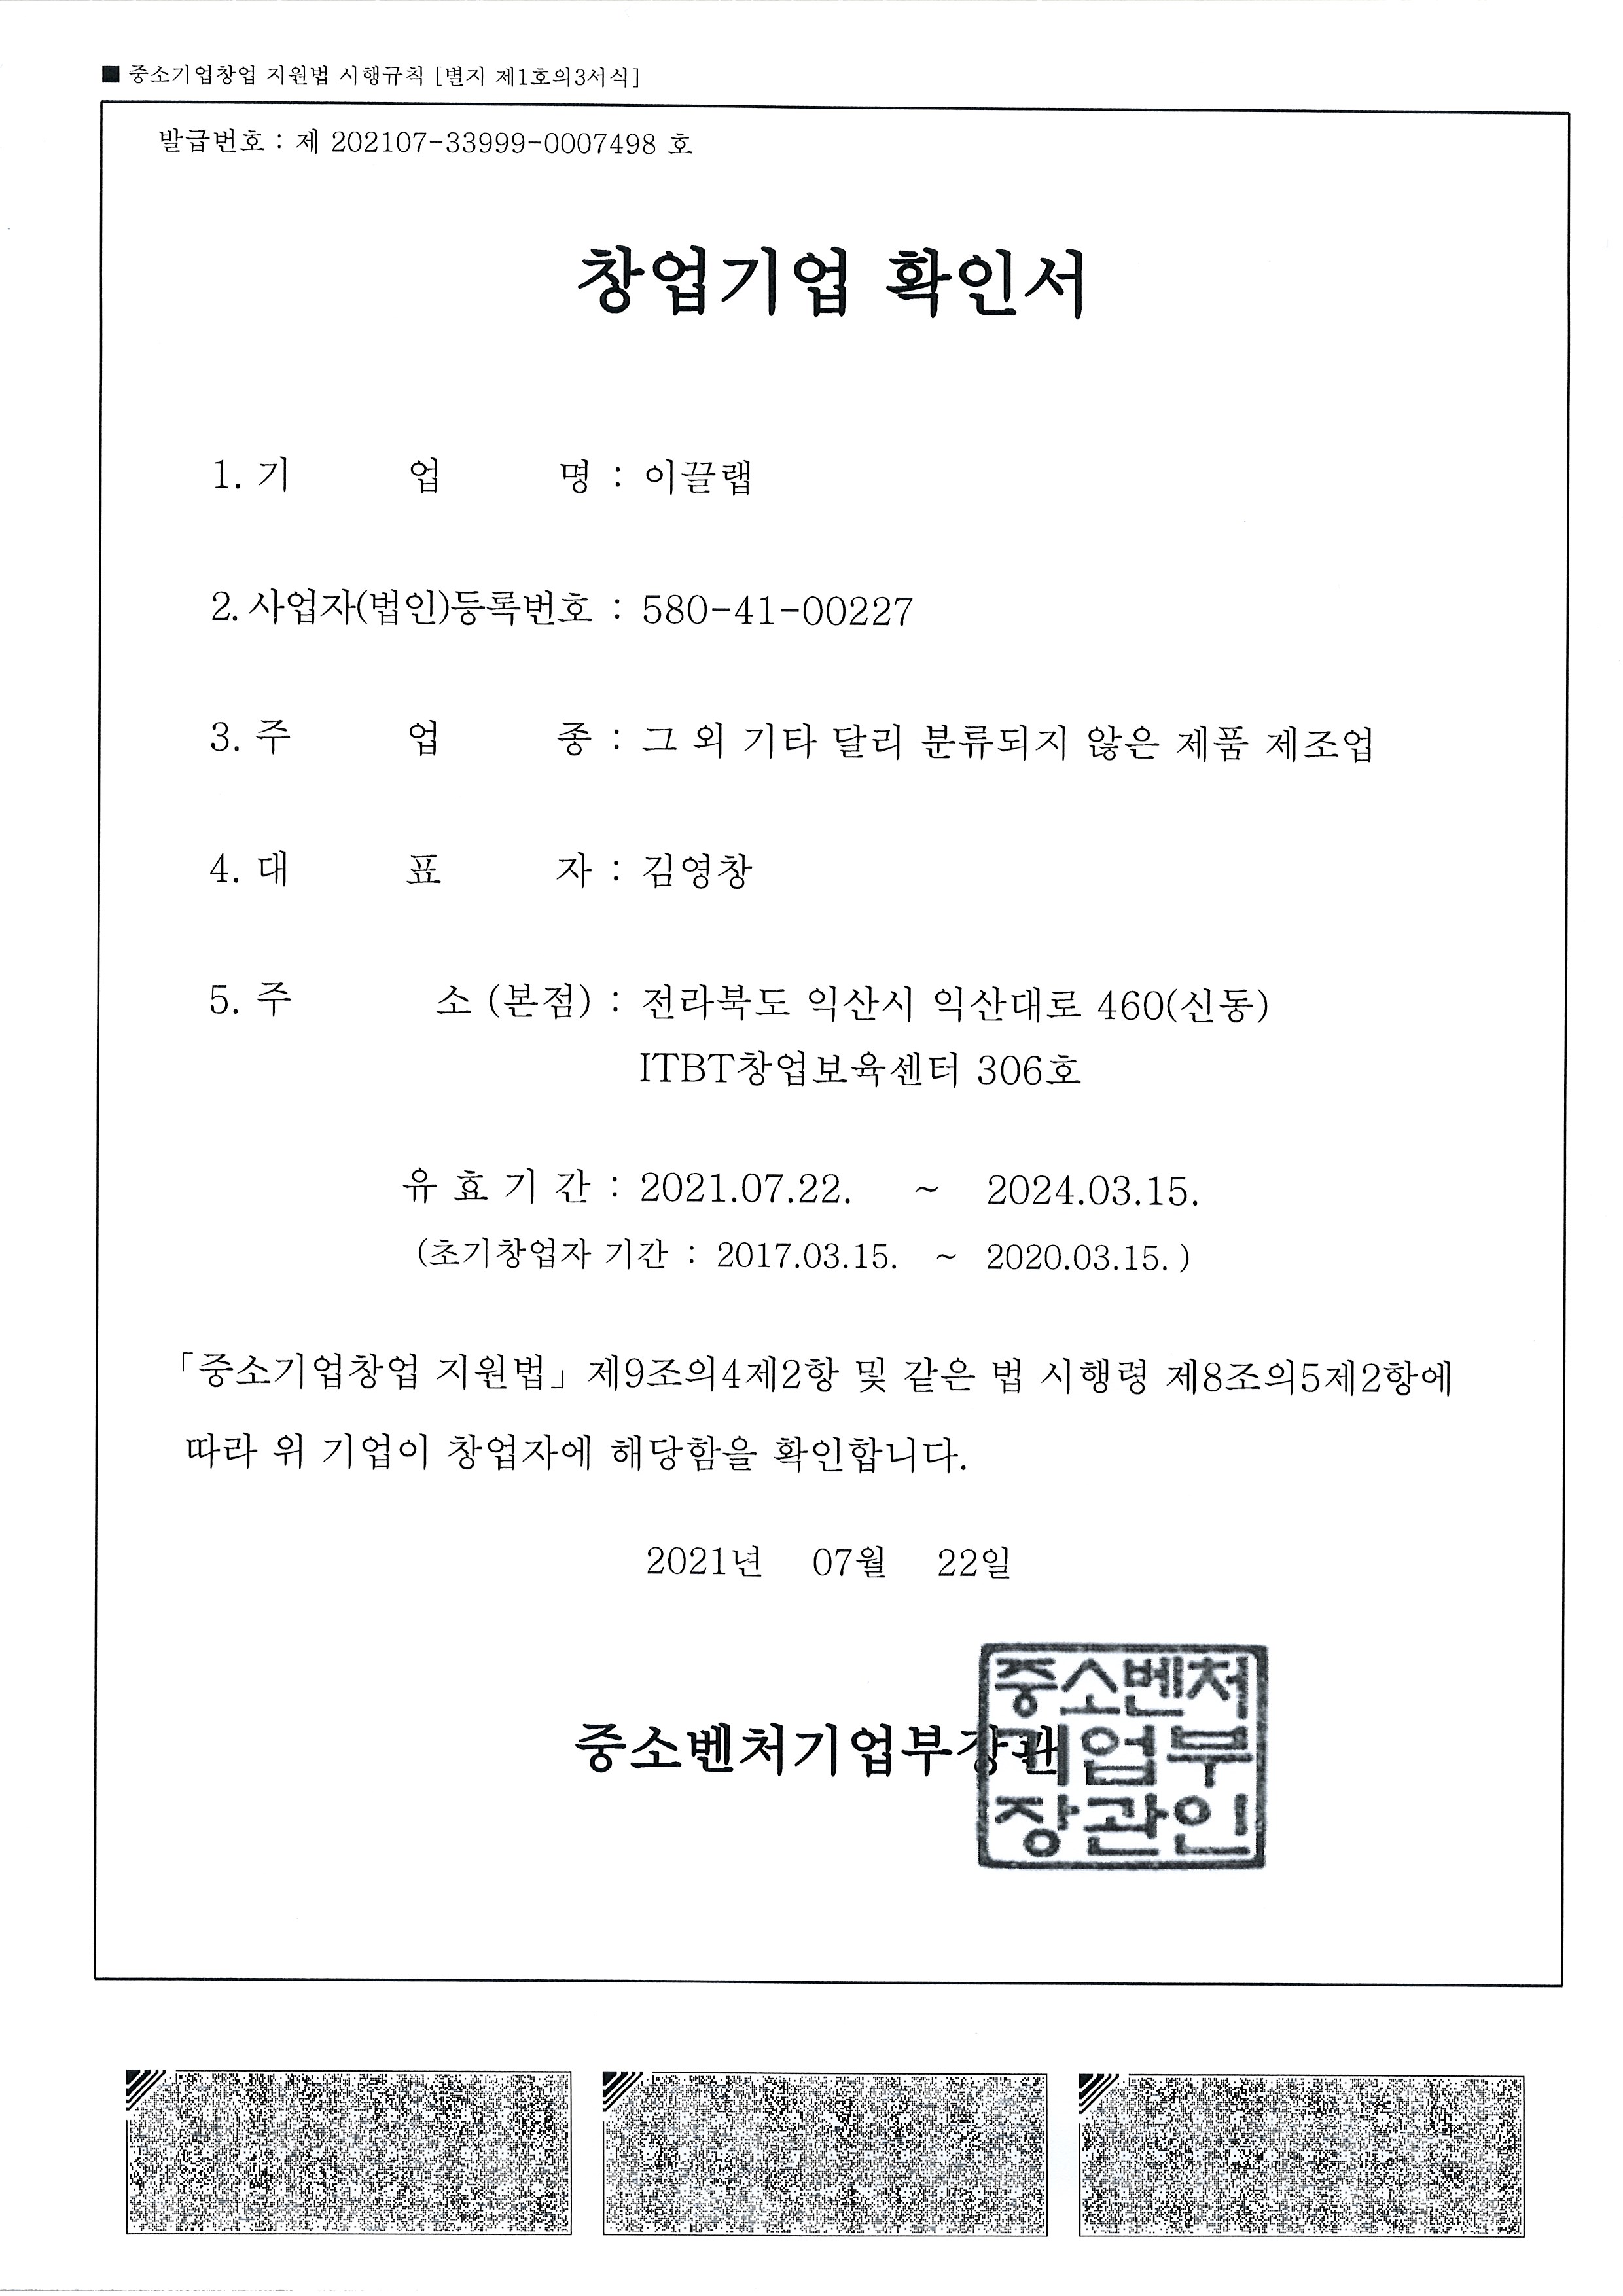 ■ 중소기업창업 지원법 시행규칙 [별지 제1호의3서식]
발급번호 : 제 202107-33999-0007498 호
창업기업 확인서
1. 기 업 명 : 이끌랩
2. 사업자(법인)등록번호 : 580-41-00227
3. 주 업 종 : 그 외 기타 달리 분류되지 않은 제품 제조업
4. 대 표 자 : 김영창
5. 주 소 (본점) : 전라북도 익산시 익산대로 460(신동)
ITBT창업보육센터 306호
유 효 기 간 : 2021.07.22. ~ 2024.03.15.
(초기창업자 기간 : 2017.03.15. ~ 2020.03.15. )
「중소기업창업 지원법」 제9조의4제2항 및 같은 법 시행령 제8조의5제2항에
따라 위 기업이 창업자에 해당함을 확인합니다.
2021년 07월 22일
중소벤처기업부장관
중소벤처
기업부
장관인